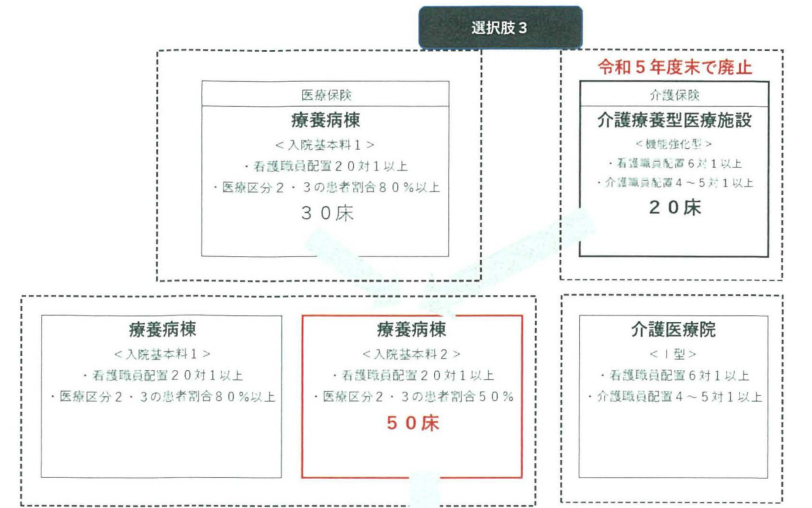 選択肢３
令和５年度末で廃止
医療保険
療養病棟
＜入院基本料１＞
・看護職員配置２０対１以上
・医療区分２・３の患者割合８０％以上
３０床
介護保険
介護療養型医療施設
＜機能強化型＞
・看護職員配置６対１以上
・介護職員配置４～５対１以上
２０床
療養病棟
＜入院基本料１＞
・看護職員配置２０対１以上
・医療区分２・３の患者割合８０％以上
療養病棟
＜入院基本料２＞
・看護職員配置２０対１以上
・医療区分２・３の患者割合５０％
５０床
介護医療院
＜Ⅰ型＞
・看護職員配置６対１以上
・介護職員配置４～５対１以上